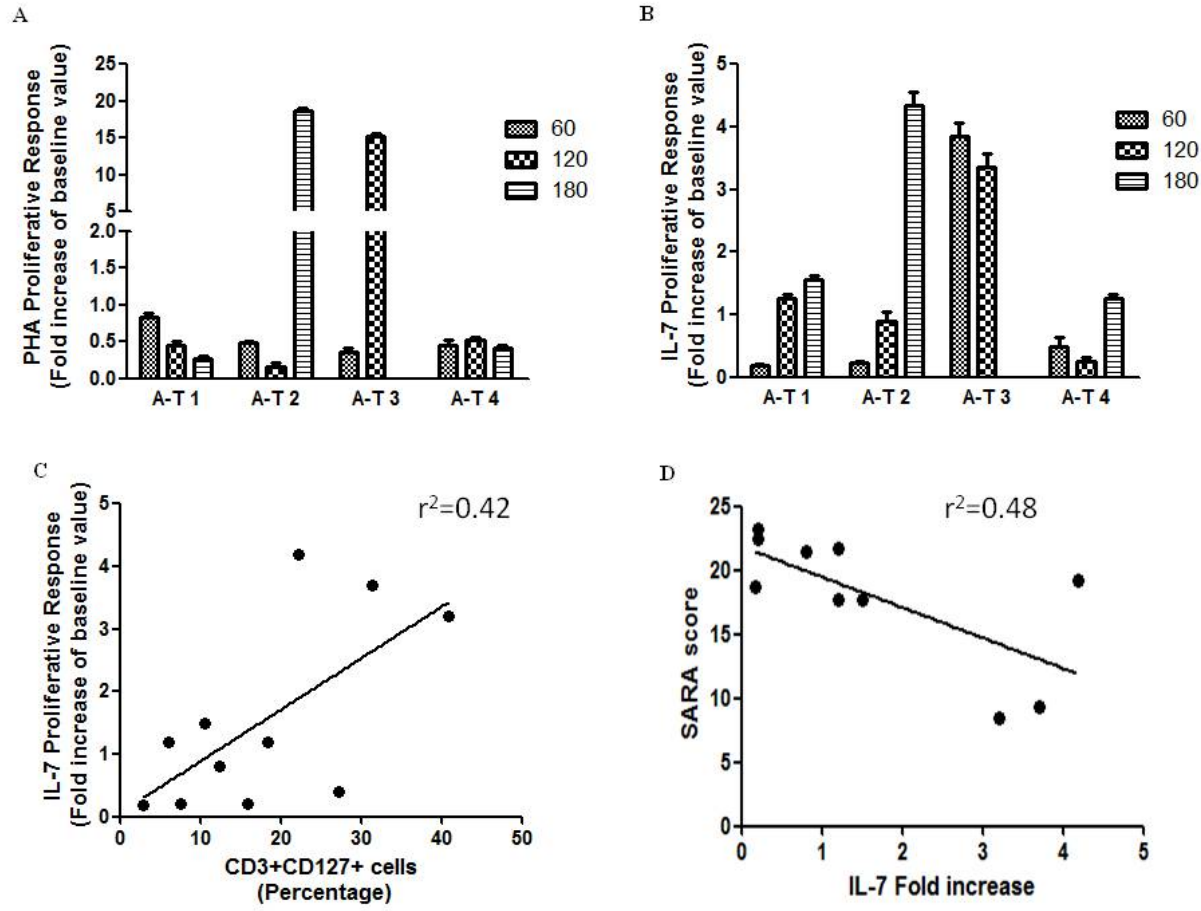 A
PHA Proliferative Response
(Fold increase of baseline value)
25
20
15
10
5
2.0
1.5
1.0
0.5
0.0
A-T 1 A-T 2 A-T 3 A-T 4
60
120
180
B
IL-7 Proliferative Response
(Fold increase of baseline value)
5
4
3
2
1
0
A-T 1 A-T 2 A-T 3 A-T 4
60
120
180
C
IL-7 Proliferative Response
(Fold increase of baseline value)
r²=0.42
5
4
3
2
1
0
0 10 20 30 40 50
CD3+CD127+ cells
(Percentage)
D
SARA score
r²=0.48
25
20
15
10
5
0
0 1 2 3 4 5
IL-7 Fold increase